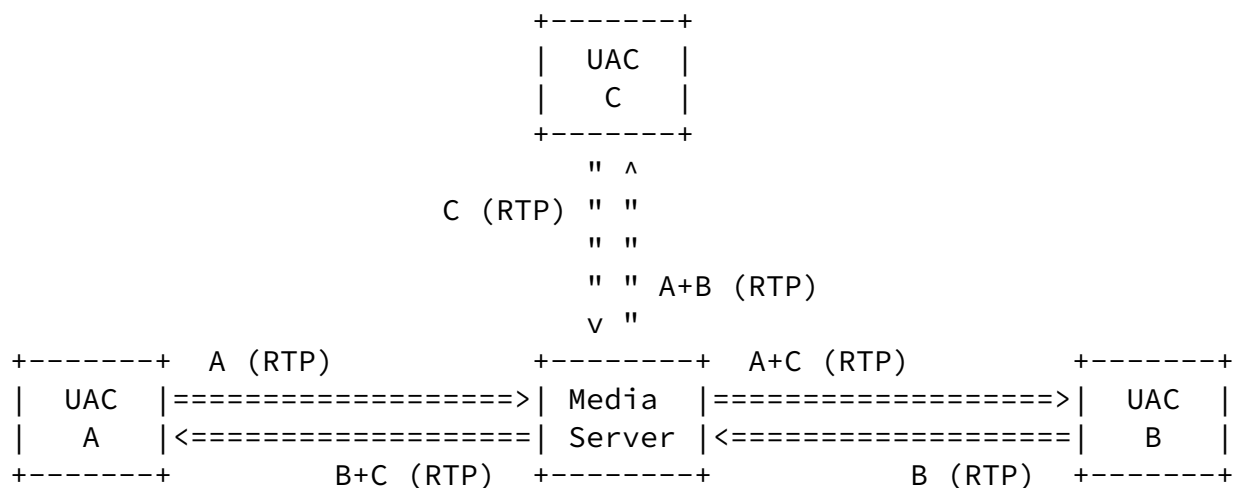 +-------+
|  UAC  |
|   C   |
+-------+
" ^
C (RTP) " "
" "
" " A+B (RTP)
v "
+-------+  A (RTP)           +--------+  A+C (RTP)         +-------+
|  UAC  |===================>| Media  |===================>|  UAC  |
|   A   |<===================| Server |<===================|   B   |
+-------+         B+C (RTP)  +--------+           B (RTP)  +-------+